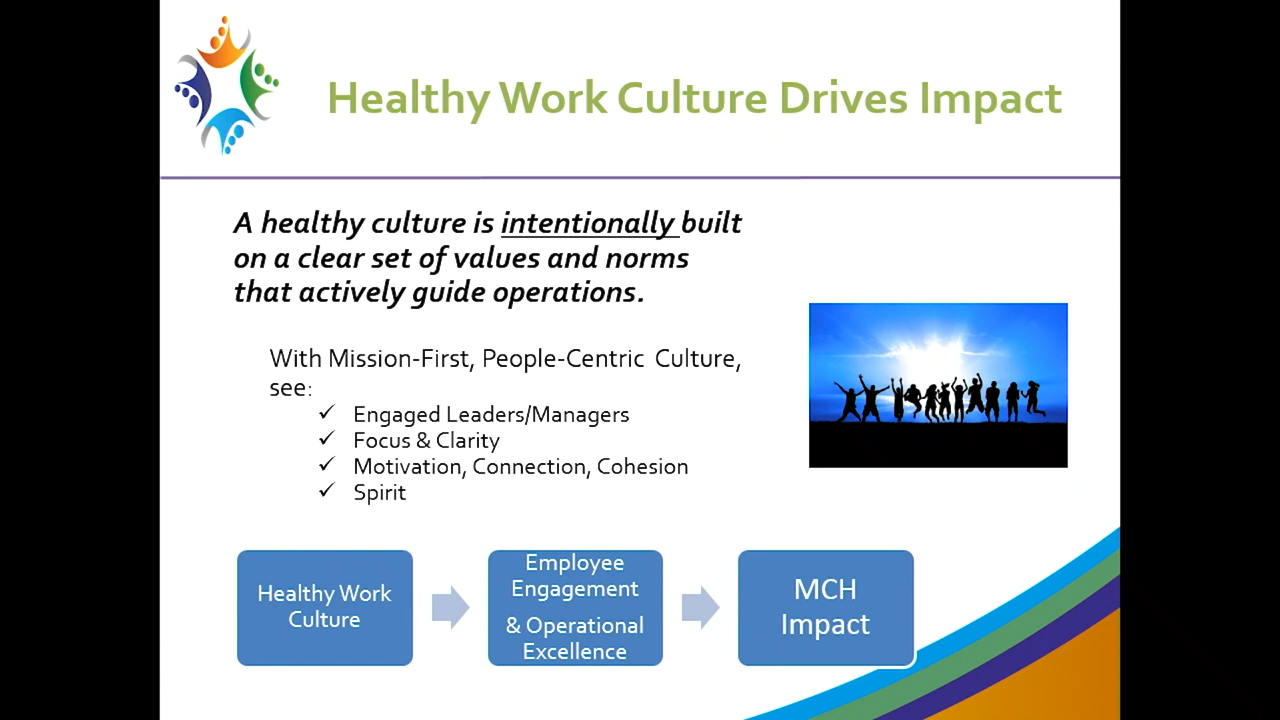 Healthy Work Culture Drives Impact
A healthy culture is intentionally built
on a clear set of values and norms
that actively guide operations.
With Mission-First, People-Centric Culture,
see:
✓ Engaged Leaders/Managers
✓ Focus & Clarity
✓ Motivation, Connection, Cohesion
✓ Spirit
Healthy Work
Culture
Employee
Engagement
& Operational
Excellence
MCH
Impact